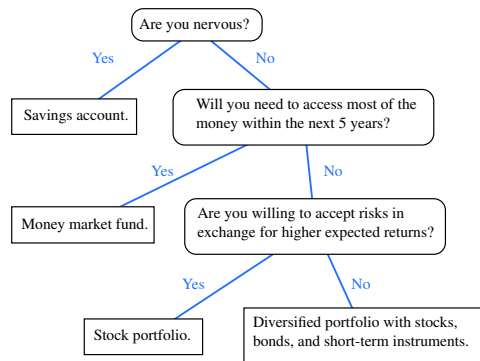 Are you nervous?
Yes
No
Savings account.
Will you need to access most of the
money within the next 5 years?
Yes
No
Money market fund.
Are you willing to accept risks in
exchange for higher expected returns?
Yes
No
Stock portfolio.
Diversified portfolio with stocks,
bonds, and short-term instruments.